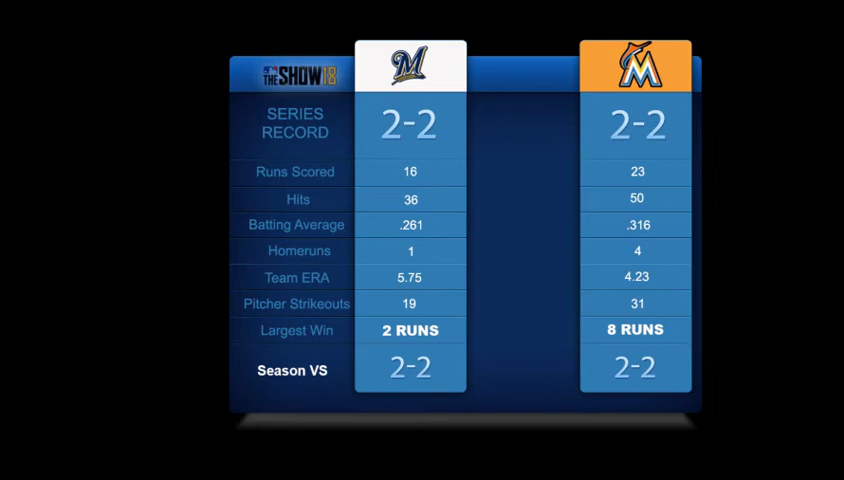 MLB THE SHOW 18
M
M
SERIES RECORD 2-2 2-2
Runs Scored 16 23
Hits 36 50
Batting Average .261 .316
Homeruns 1 4
Team ERA 5.75 4.23
Pitcher Strikeouts 19 31
Largest Win 2 RUNS 8 RUNS
Season VS 2-2 2-2